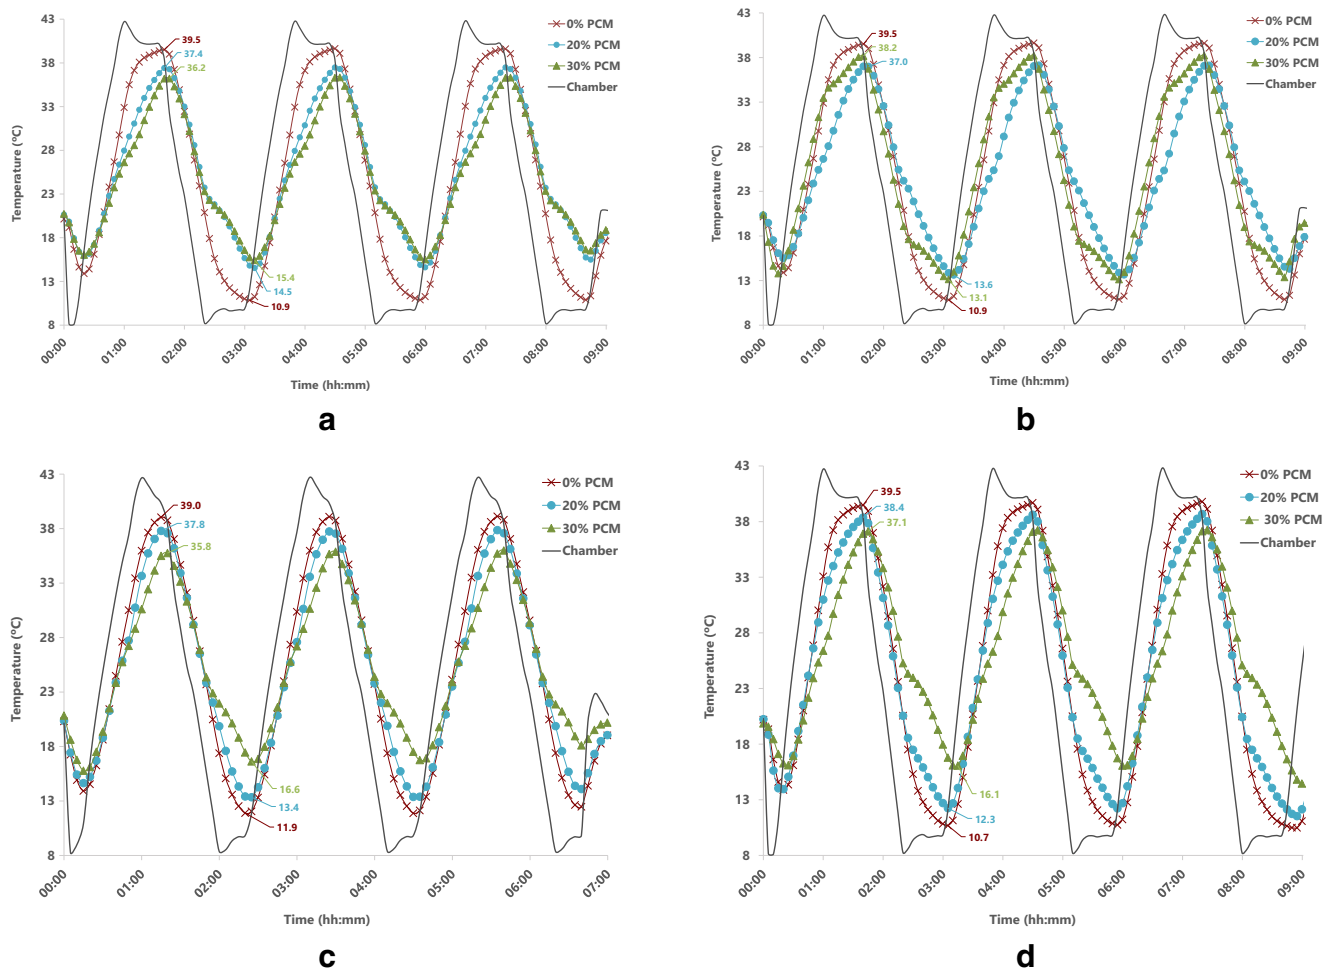 43
38
33
28
23
18
13
8
Temperature (°C)
39.5
37.4
36.2
15.4
14.5
10.9
0% PCM
20% PCM
30% PCM
Chamber
00:00 01:00 02:00 03:00 04:00 05:00 06:00 07:00 08:00 09:00
Time (hh:mm)
a
43
38
33
28
23
18
13
8
Temperature (°C)
39.5
38.2
37.0
13.6
13.1
10.9
0% PCM
20% PCM
30% PCM
Chamber
00:00 01:00 02:00 03:00 04:00 05:00 06:00 07:00 08:00 09:00
Time (hh:mm)
b
43
38
33
28
23
18
13
8
Temperature (°C)
39.0
37.8
35.8
16.6
13.4
11.9
0% PCM
20% PCM
30% PCM
Chamber
00:00 01:00 02:00 03:00 04:00 05:00 06:00 07:00
Time (hh:mm)
c
43
38
33
28
23
18
13
8
Temperature (°C)
39.5
38.4
37.1
16.1
12.3
10.7
0% PCM
20% PCM
30% PCM
Chamber
00:00 01:00 02:00 03:00 04:00 05:00 06:00 07:00 08:00 09:00
Time (hh:mm)
d